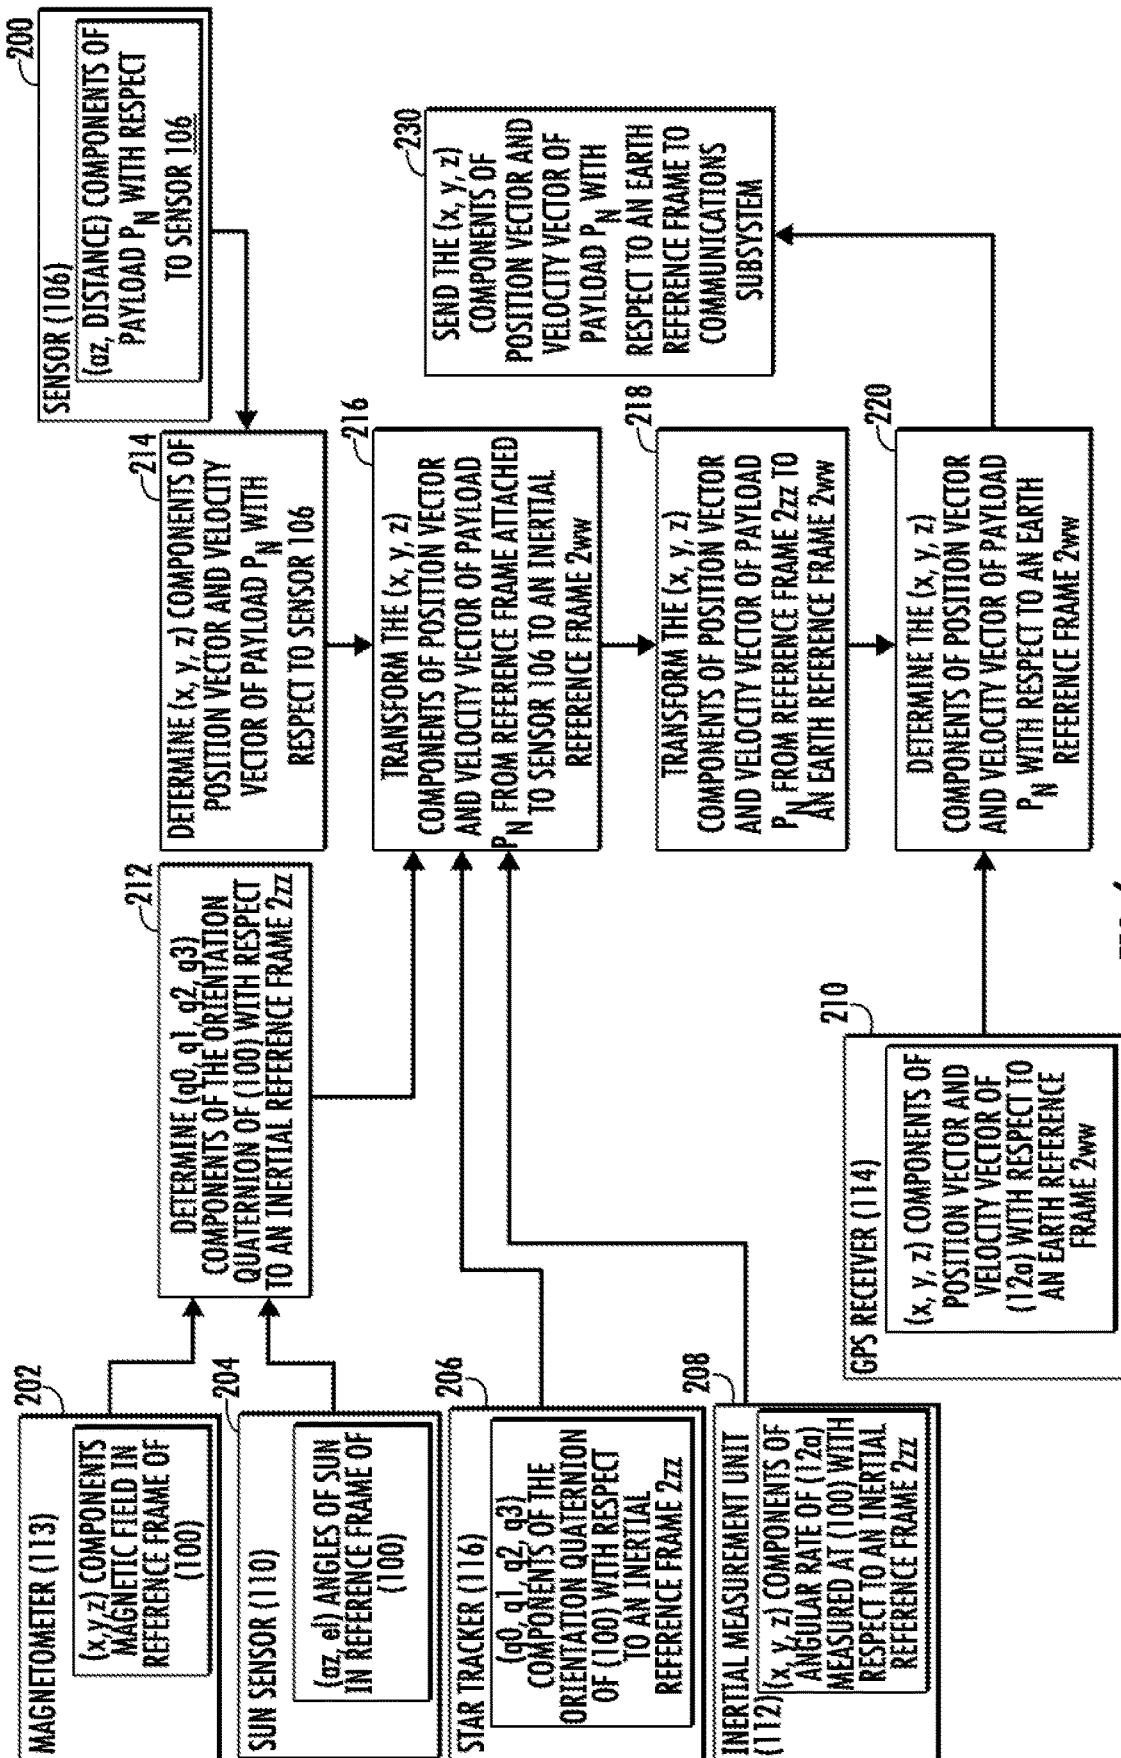 MAGNETOMETER (113)
202
(x,y,z) COMPONENTS
MAGNETIC FIELD IN
REFERENCE FRAME OF
(100)
SUN SENSOR (110)
204
(az, el) ANGLES OF SUN
IN REFERENCE FRAME OF
(100)
STAR TRACKER (116)
206
(q0, q1, q2, q3)
COMPONENTS OF THE
ORIENTATION QUATERNION
OF (100) WITH RESPECT
TO AN INERTIAL
REFERENCE FRAME 2zz
INERTIAL MEASUREMENT UNIT
(112)
208
(x, y, z) COMPONENTS OF
ANGULAR RATE OF (12a)
MEASURED AT (100) WITH
RESPECT TO AN INERTIAL
REFERENCE FRAME 2zz
GPS RECEIVER (114)
210
(x, y, z) COMPONENTS OF
POSITION VECTOR AND
VELOCITY VECTOR OF
(12a) WITH RESPECT TO
AN EARTH REFERENCE
FRAME 2ww
212
DETERMINE (q0, q1, q2, q3)
COMPONENTS OF THE ORIENTATION
QUATERNION OF (100) WITH RESPECT
TO AN INERTIAL REFERENCE FRAME 2zz
214
DETERMINE (x, y, z) COMPONENTS OF
POSITION VECTOR AND VELOCITY
VECTOR OF PAYLOAD PN WITH
RESPECT TO SENSOR 106
216
TRANSFORM THE (x, y, z)
COMPONENTS OF POSITION VECTOR
AND VELOCITY VECTOR OF PAYLOAD
PN FROM REFERENCE FRAME ATTACHED
TO SENSOR 106 TO AN INERTIAL
REFERENCE FRAME 2ww
218
TRANSFORM THE (x, y, z)
COMPONENTS OF POSITION VECTOR
AND VELOCITY VECTOR OF PAYLOAD
PN FROM REFERENCE FRAME 2zz TO
AN EARTH REFERENCE FRAME 2ww
220
DETERMINE THE (x, y, z)
COMPONENTS OF POSITION VECTOR
AND VELOCITY VECTOR OF PAYLOAD
PN WITH RESPECT TO AN EARTH
REFERENCE FRAME 2ww
SENSOR (106)
200
(az, DISTANCE) COMPONENTS OF
PAYLOAD PN WITH RESPECT
TO SENSOR 106
230
SEND THE (x, y, z)
COMPONENTS OF
POSITION VECTOR AND
VELOCITY VECTOR OF
PAYLOAD PN WITH
RESPECT TO AN EARTH
REFERENCE FRAME TO
COMMUNICATIONS
SUBSYSTEM